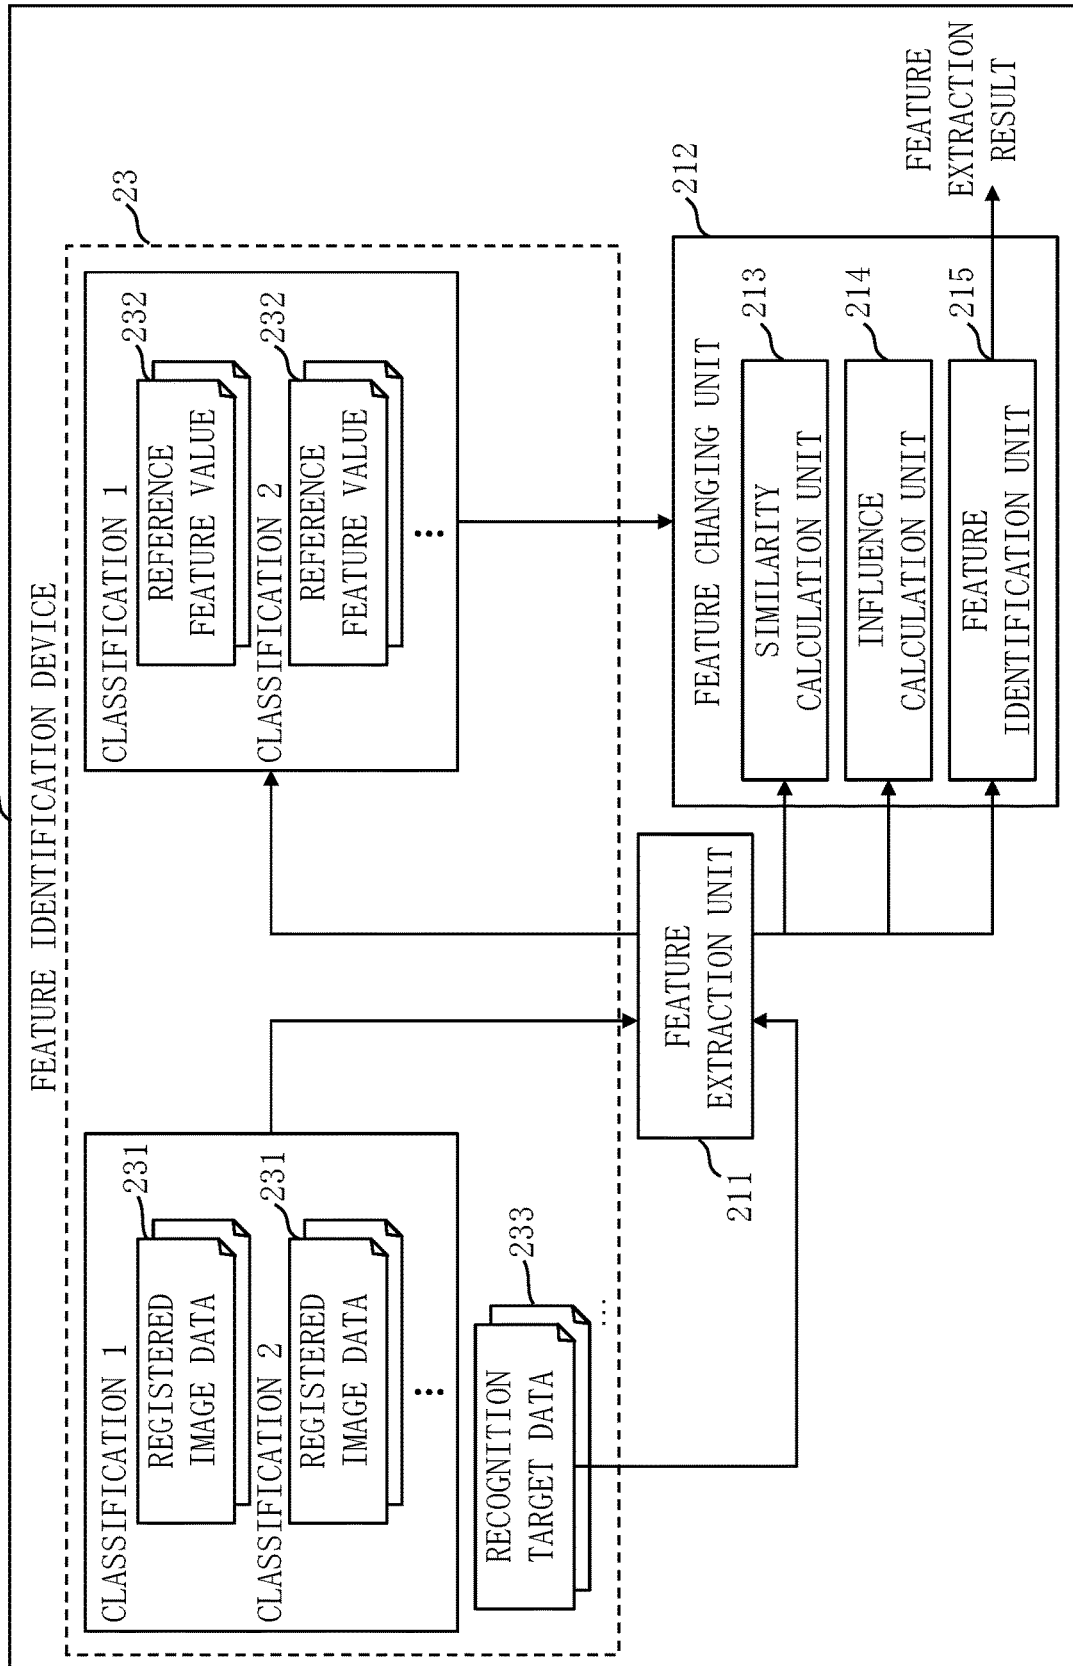 FEATURE IDENTIFICATION DEVICE
23
CLASSIFICATION 1
231
REGISTERED
IMAGE DATA
CLASSIFICATION 2
231
REGISTERED
IMAGE DATA
...
RECOGNITION
TARGET DATA
233
...
CLASSIFICATION 1
232
REFERENCE
FEATURE VALUE
CLASSIFICATION 2
232
REFERENCE
FEATURE VALUE
...
211
FEATURE
EXTRACTION UNIT
212
FEATURE CHANGING UNIT
SIMILARITY
CALCULATION UNIT
213
INFLUENCE
CALCULATION UNIT
214
FEATURE
IDENTIFICATION UNIT
215
FEATURE
EXTRACTION
RESULT